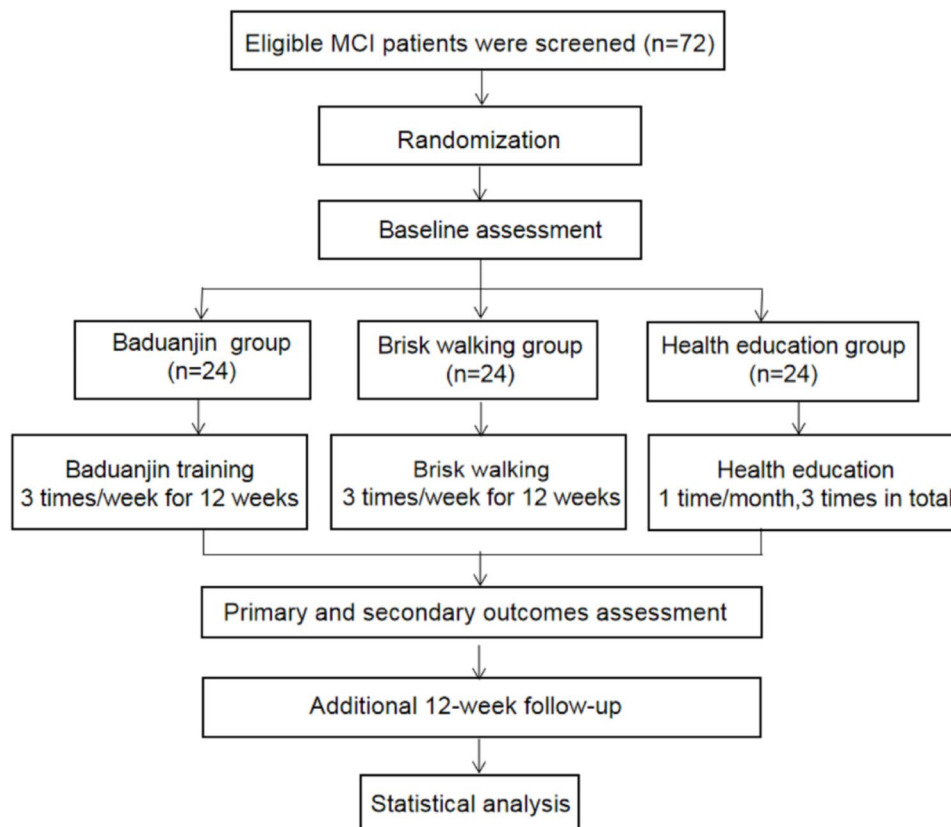 Eligible MCI patients were screened (n=72)
Randomization
Baseline assessment
Baduanjin group
(n=24)
Brisk walking group
(n=24)
Health education group
(n=24)
Baduanjin training
3 times/week for 12 weeks
Brisk walking
3 times/week for 12 weeks
Health education
1 time/month,3 times in total
Primary and secondary outcomes assessment
Additional 12-week follow-up
Statistical analysis